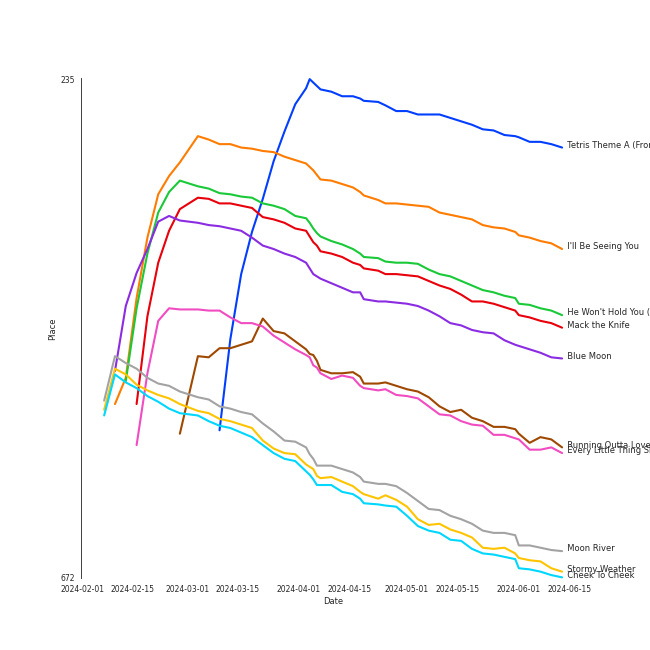 235
Tetris Theme A (Fro
I'll Be Seeing You
He Won't Hold You (
Mack the Knife
Place
Blue Moon
Running Outta Love
Every Little Thing S
Moon River
Stormy Weather
Cheek To Cheek
672
2024-02-01 2024-02-15 2024-03-01 2024-03-15 2024-04-01 2024-04-15 2024-05-01 2024-05-15 2024-06-01 2024-06-15
Date